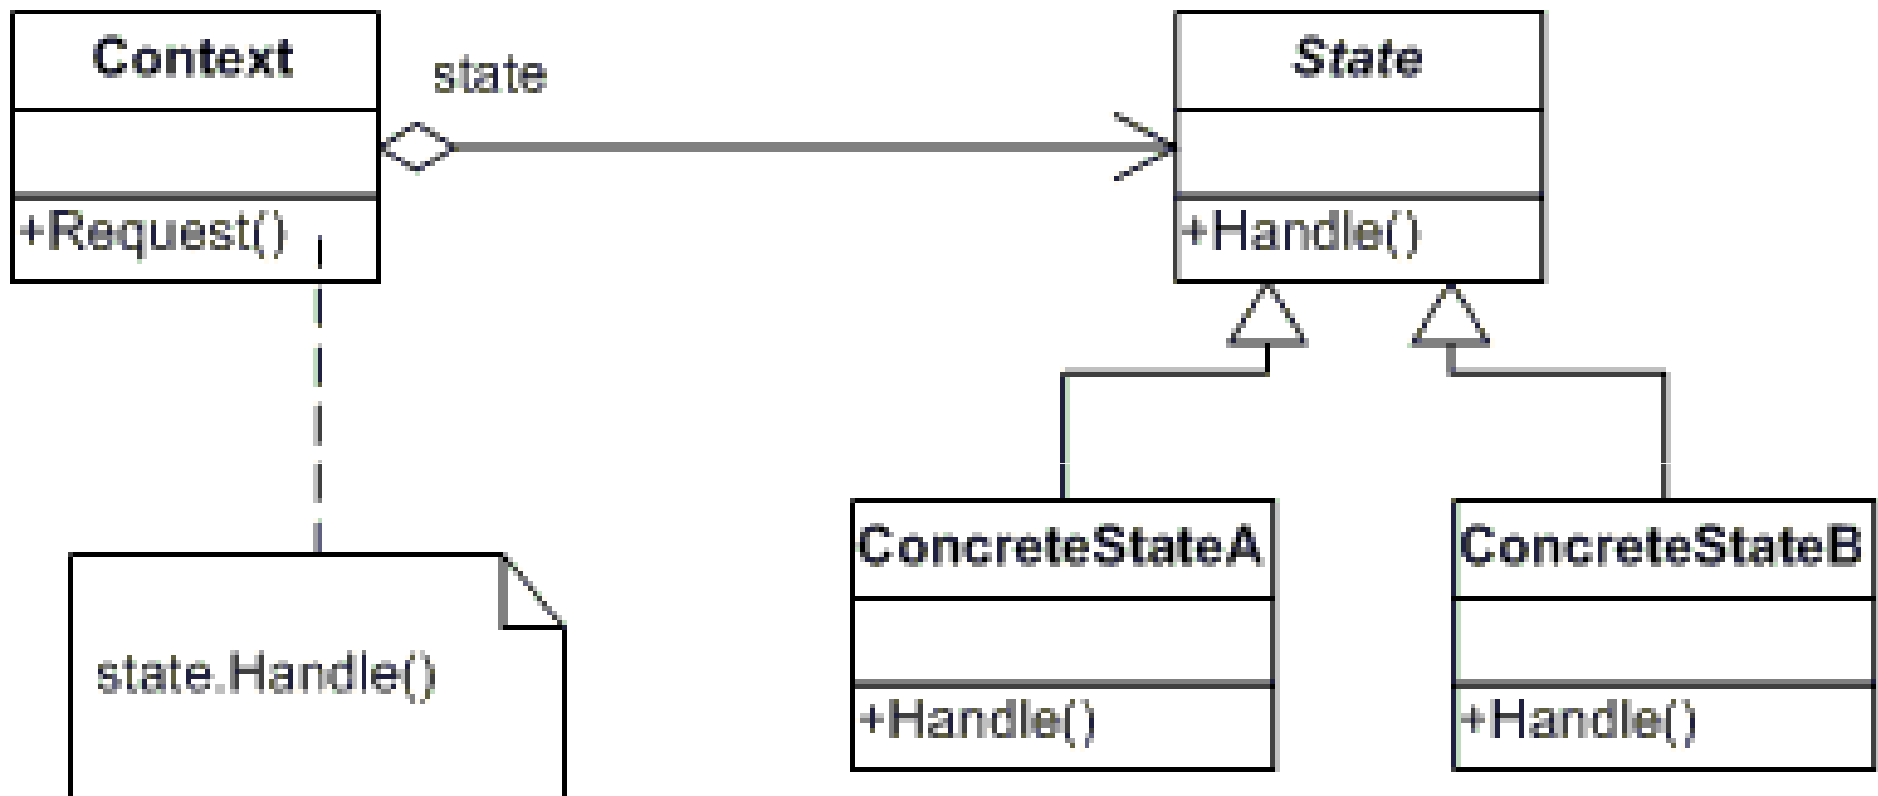 Context
state
State
+Request()
+Handle()
ConcreteStateA
ConcreteStateB
state.Handle()
+Handle()
+Handle()